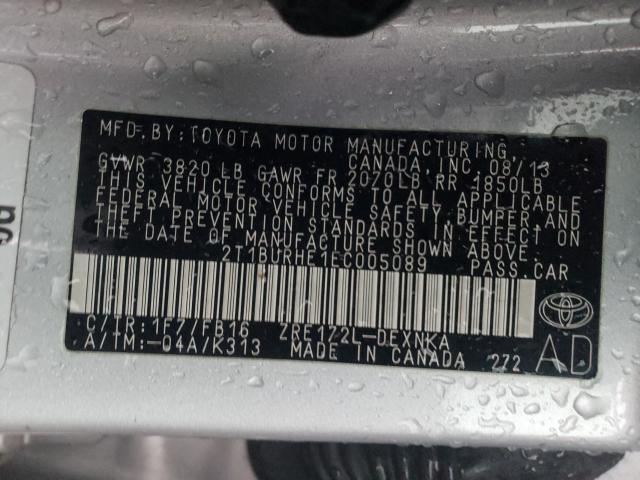 MFD. BY: TOYOTA MOTOR MANUFACTURING,
CANADA, INC. 08/13
GVWR 3820 LB GAWR FR 2070LB RR 1850LB
THIS VEHICLE CONFORMS TO ALL APPLICABLE
FEDERAL MOTOR VEHICLE SAFETY, BUMPER, AND
THEFT PREVENTION STANDARDS IN EFFECT ON
THE DATE OF MANUFACTURE SHOWN ABOVE.
2T1BURHE1EC005089 PASS.CAR
C/TR:1F7/FB16 ZRE172L-DEXNKA
A/TM:-04A/K313 MADE IN CANADA 272
AD